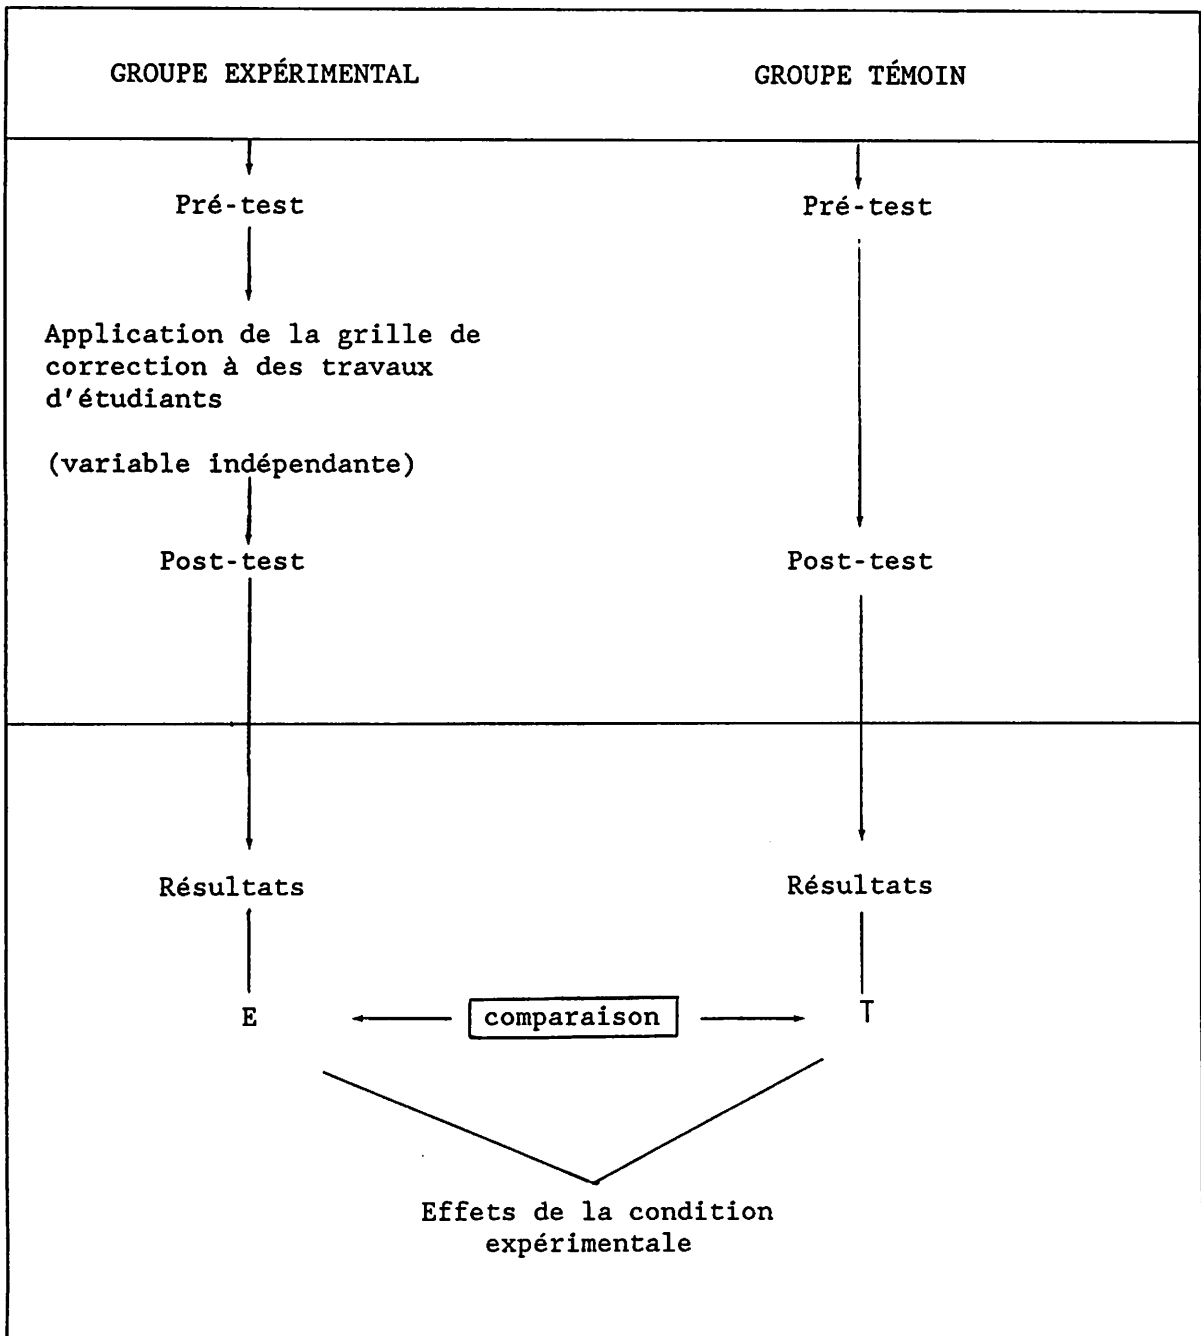 GROUPE EXPÉRIMENTAL
GROUPE TÉMOIN
Pré-test
Pré-test
Application de la grille de
correction à des travaux
d'étudiants
(variable indépendante)
Post-test
Post-test
Résultats
Résultats
E
comparaison
T
Effets de la condition
expérimentale